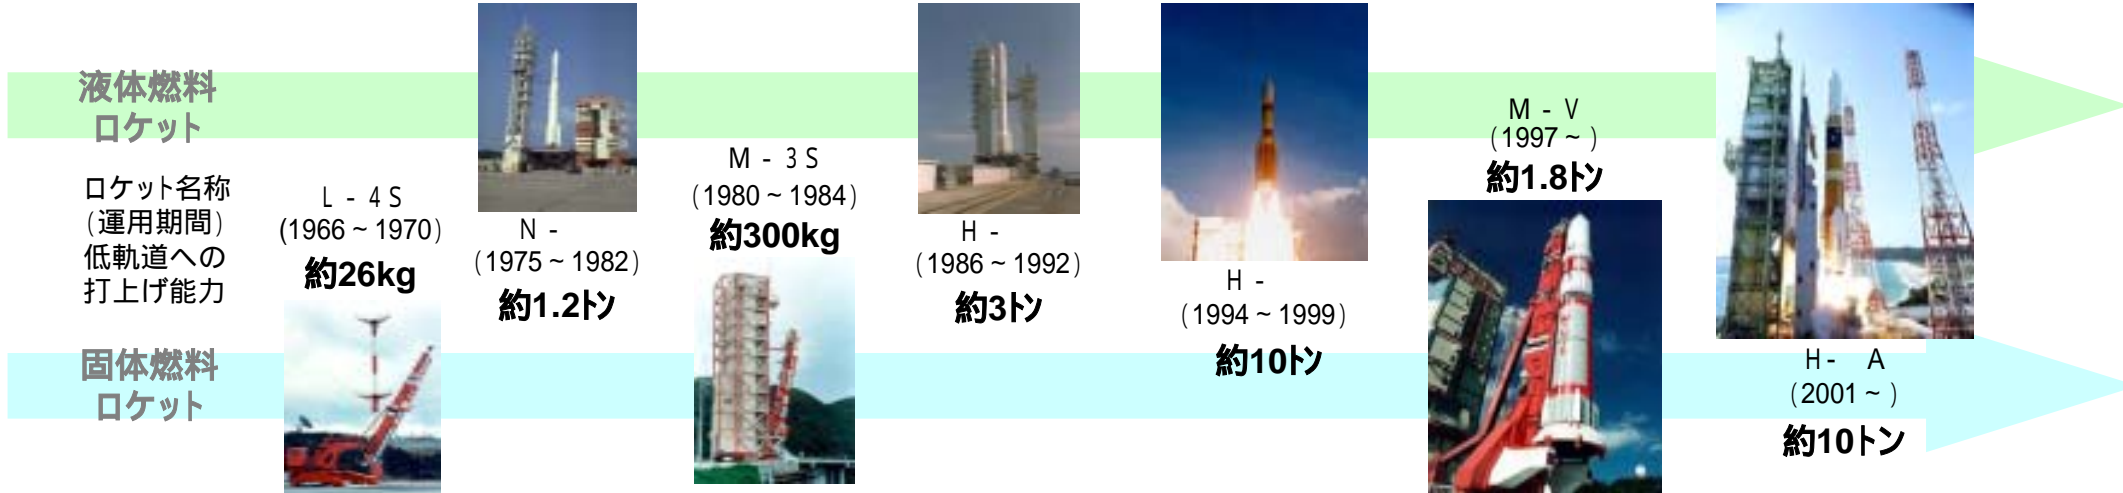 液体燃料
ロケット
ロケット名称
(運用期間)
低軌道への
打上げ能力
固体燃料
ロケット
L - 4S
(1966 ~ 1970)
約26kg
N -
(1975 ~ 1982)
約1.2トン
M - 3S
(1980 ~ 1984)
約300kg
H -
(1986 ~ 1992)
約3トン
H -
(1994 ~ 1999)
約10トン
M - V
(1997 ~ )
約1.8トン
H - A
(2001 ~ )
約10トン